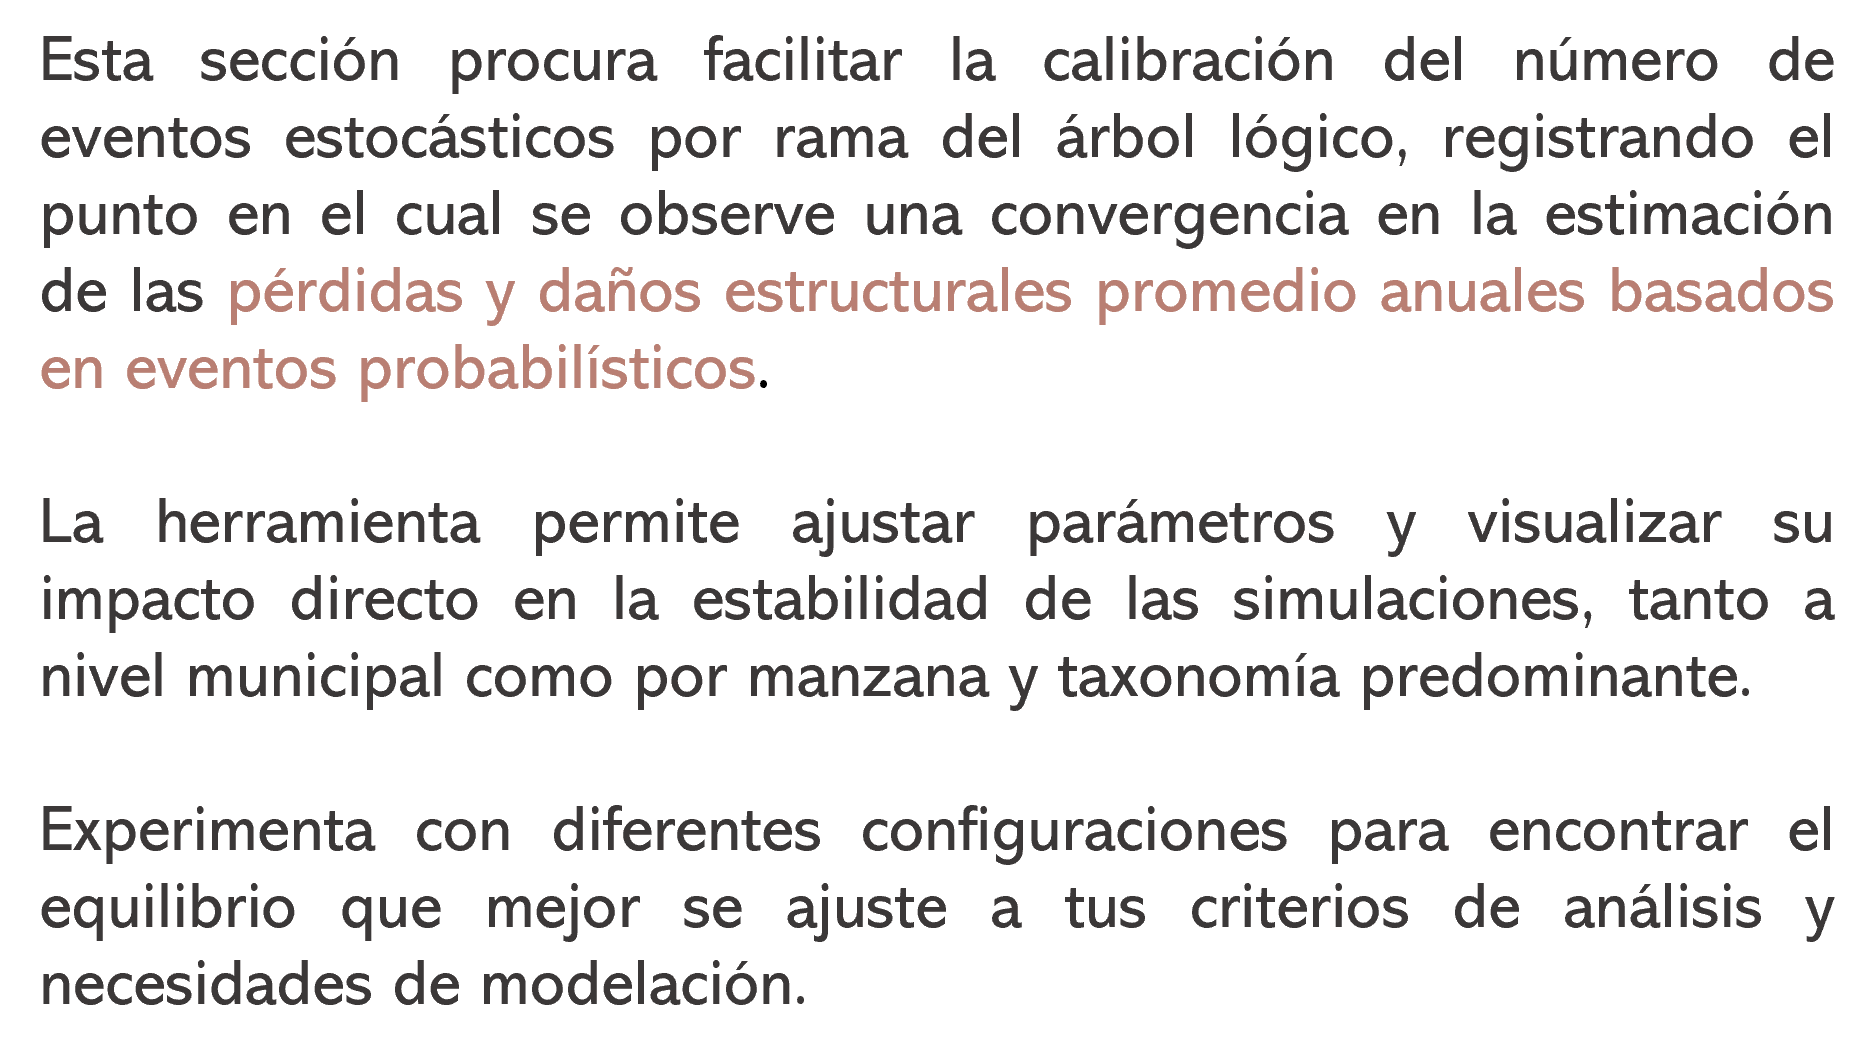 Esta sección procura facilitar la calibración del número de
eventos estocásticos por rama del árbol lógico, registrando el
punto en el cual se observe una convergencia en la estimación
de las pérdidas y daños estructurales promedio anuales basados
en eventos probabilísticos.
La herramienta permite ajustar parámetros y visualizar su
impacto directo en la estabilidad de las simulaciones, tanto a
nivel municipal como por manzana y taxonomía predominante.
Experimenta con diferentes configuraciones para encontrar el
equilibrio que mejor se ajuste a tus criterios de análisis y
necesidades de modelación.